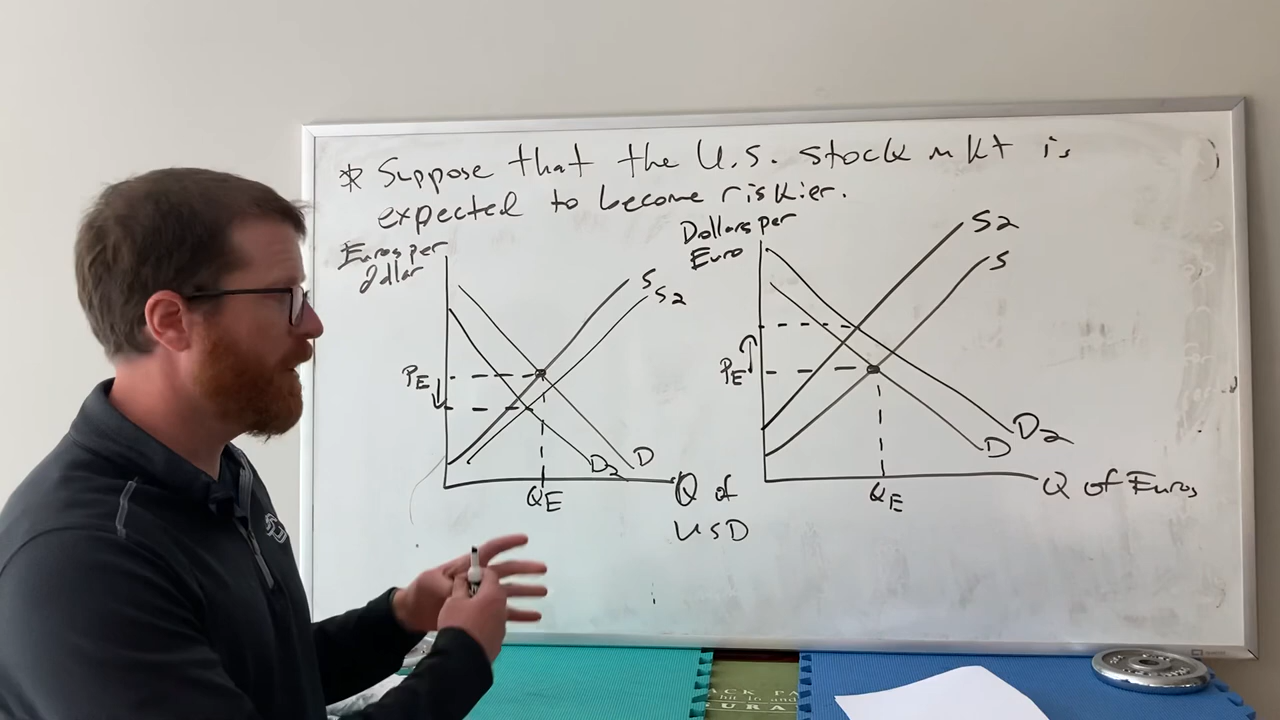 * Suppose that the U.S. stock mkt is
expected to become riskier.
Euros per
Dollar
S
S2
PE
D2
D
QE
Q of
USD
Dollars per
Euro
S2
S
PE
D2
D
QE
Q of Euros